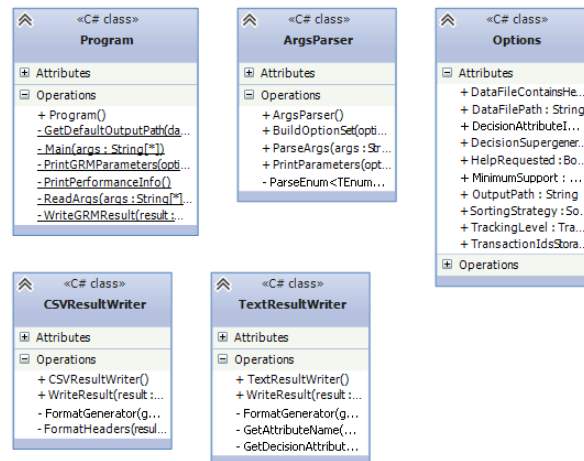 «C# class»
Program
Attributes
Operations
+ Program()
- GetDefaultOutputPath(da...
- Main(args : String[*])
- PrintGRMParameters(opti...
- PrintPerformanceInfo()
- ReadArgs(args : String[*]...
- WriteGRMResult(result :...
«C# class»
ArgsParser
Attributes
Operations
+ ArgsParser()
+ BuildOptionSet(opti...
+ ParseArgs(args : Str...
+ PrintParameters(opt...
- ParseEnum<TEnum...
«C# class»
Options
Attributes
+ DataFileContainsHe...
+ DataFilePath : String
+ DecisionAttributeI...
+ DecisionSupergener...
+ HelpRequested : Bo...
+ MinimumSupport : ...
+ OutputPath : String
+ SortingStrategy : So...
+ TrackingLevel : Tra...
+ TransactionIdsStora...
Operations
«C# class»
CSVResultWriter
Attributes
Operations
+ CSVResultWriter()
+ WriteResult(result :...
- FormatGenerator(g...
- FormatHeaders(resul...
«C# class»
TextResultWriter
Attributes
Operations
+ TextResultWriter()
+ WriteResult(result :...
- FormatGenerator(g...
- GetAttributeName(...
- GetDecisionAttribut...